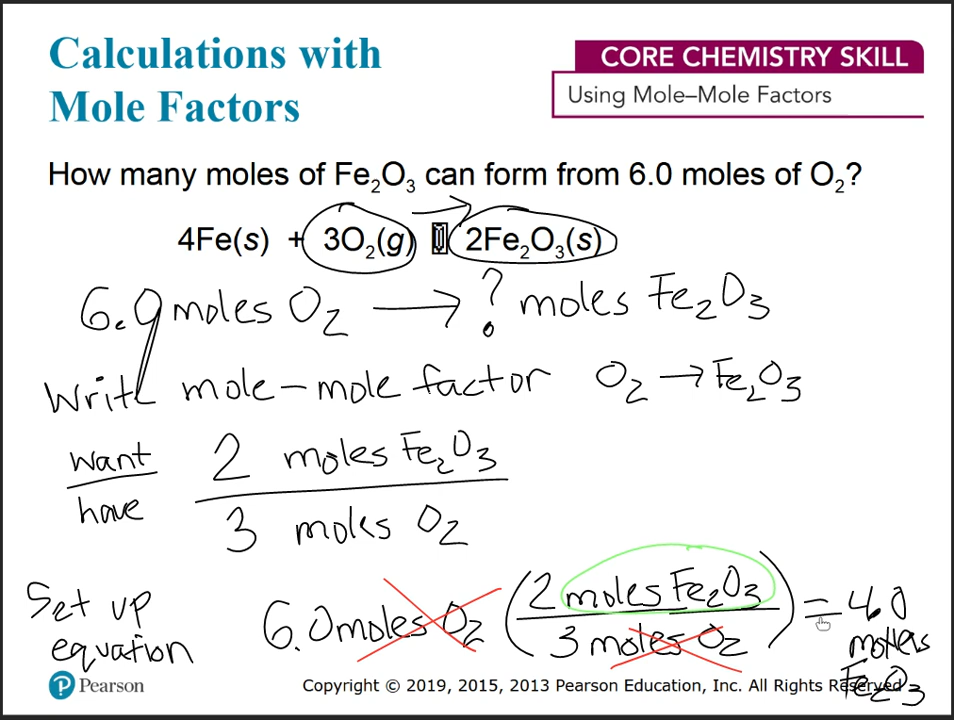 Calculations with
Mole Factors
CORE CHEMISTRY SKILL
Using Mole–Mole Factors
How many moles of Fe₂O₃ can form from 6.0 moles of O₂?
4Fe(s) + 3O₂(g) → 2Fe₂O₃(s)
6.0 moles O₂ → ? moles Fe₂O₃
Write mole-mole factor O₂ → Fe₂O₃
want
have
2 moles Fe₂O₃
3 moles O₂
Set up
equation
6.0 moles O₂ (2 moles Fe₂O₃
3 moles O₂) = 4.0
moles
Fe₂O₃
Pearson
Copyright © 2019, 2015, 2013 Pearson Education, Inc. All Rights Reserved